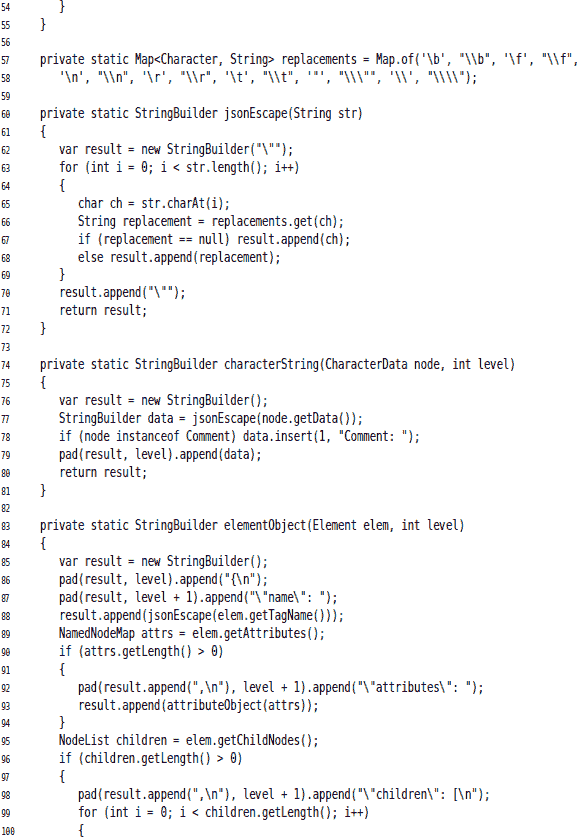 54 }
55 }
56
57 private static Map<Character, String> replacements = Map.of('\b', "\\b", '\f', "\\f",
58 '\n', "\\n", '\r', "\\r", '\t', "\\t", '"', "\\\"", '\\', "\\\\");
59
60 private static StringBuilder jsonEscape(String str)
61 {
62 var result = new StringBuilder("\"");
63 for (int i = 0; i < str.length(); i++)
64 {
65 char ch = str.charAt(i);
66 String replacement = replacements.get(ch);
67 if (replacement == null) result.append(ch);
68 else result.append(replacement);
69 }
70 result.append("\"");
71 return result;
72 }
73
74 private static StringBuilder characterString(CharacterData node, int level)
75 {
76 var result = new StringBuilder();
77 StringBuilder data = jsonEscape(node.getData());
78 if (node instanceof Comment) data.insert(1, "Comment: ");
79 pad(result, level).append(data);
80 return result;
81 }
82
83 private static StringBuilder elementObject(Element elem, int level)
84 {
85 var result = new StringBuilder();
86 pad(result, level).append("{\n");
87 pad(result, level + 1).append("\"name\": ");
88 result.append(jsonEscape(elem.getTagName()));
89 NamedNodeMap attrs = elem.getAttributes();
90 if (attrs.getLength() > 0)
91 {
92 pad(result.append(",\n"), level + 1).append("\"attributes\": ");
93 result.append(attributeObject(attrs));
94 }
95 NodeList children = elem.getChildNodes();
96 if (children.getLength() > 0)
97 {
98 pad(result.append(",\n"), level + 1).append("\"children\": [\n");
99 for (int i = 0; i < children.getLength(); i++)
100 {